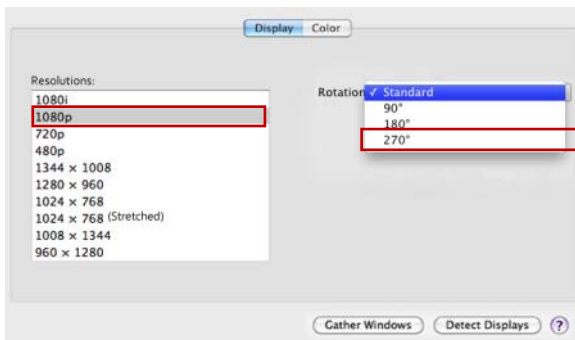 Display Color
Resolutions:
1080i
1080p
720p
480p
1344 × 1008
1280 × 960
1024 × 768
1024 × 768 (Stretched)
1008 × 1344
960 × 1280
Rotation ✓ Standard
90°
180°
270°
Gather Windows Detect Displays ?